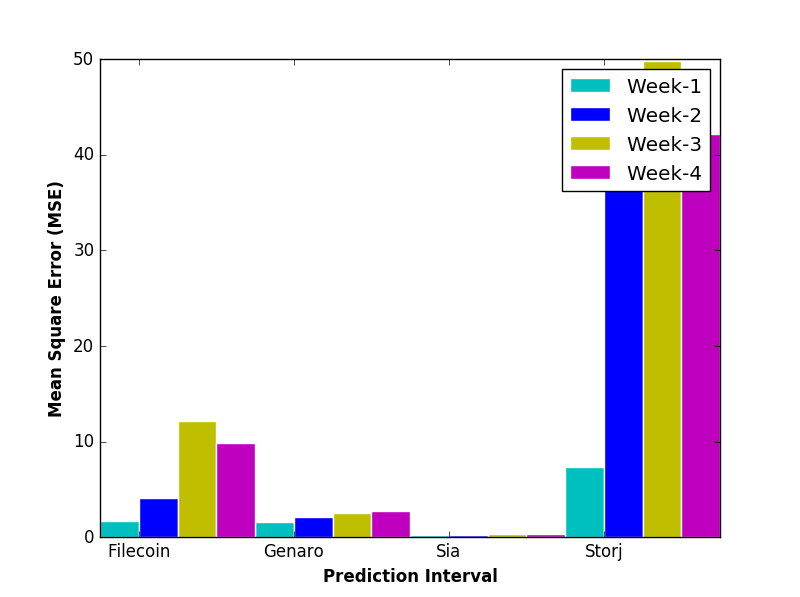 50
40
30
20
10
0
Mean Square Error (MSE)
Week-1
Week-2
Week-3
Week-4
Filecoin
Genaro
Sia
Storj
Prediction Interval